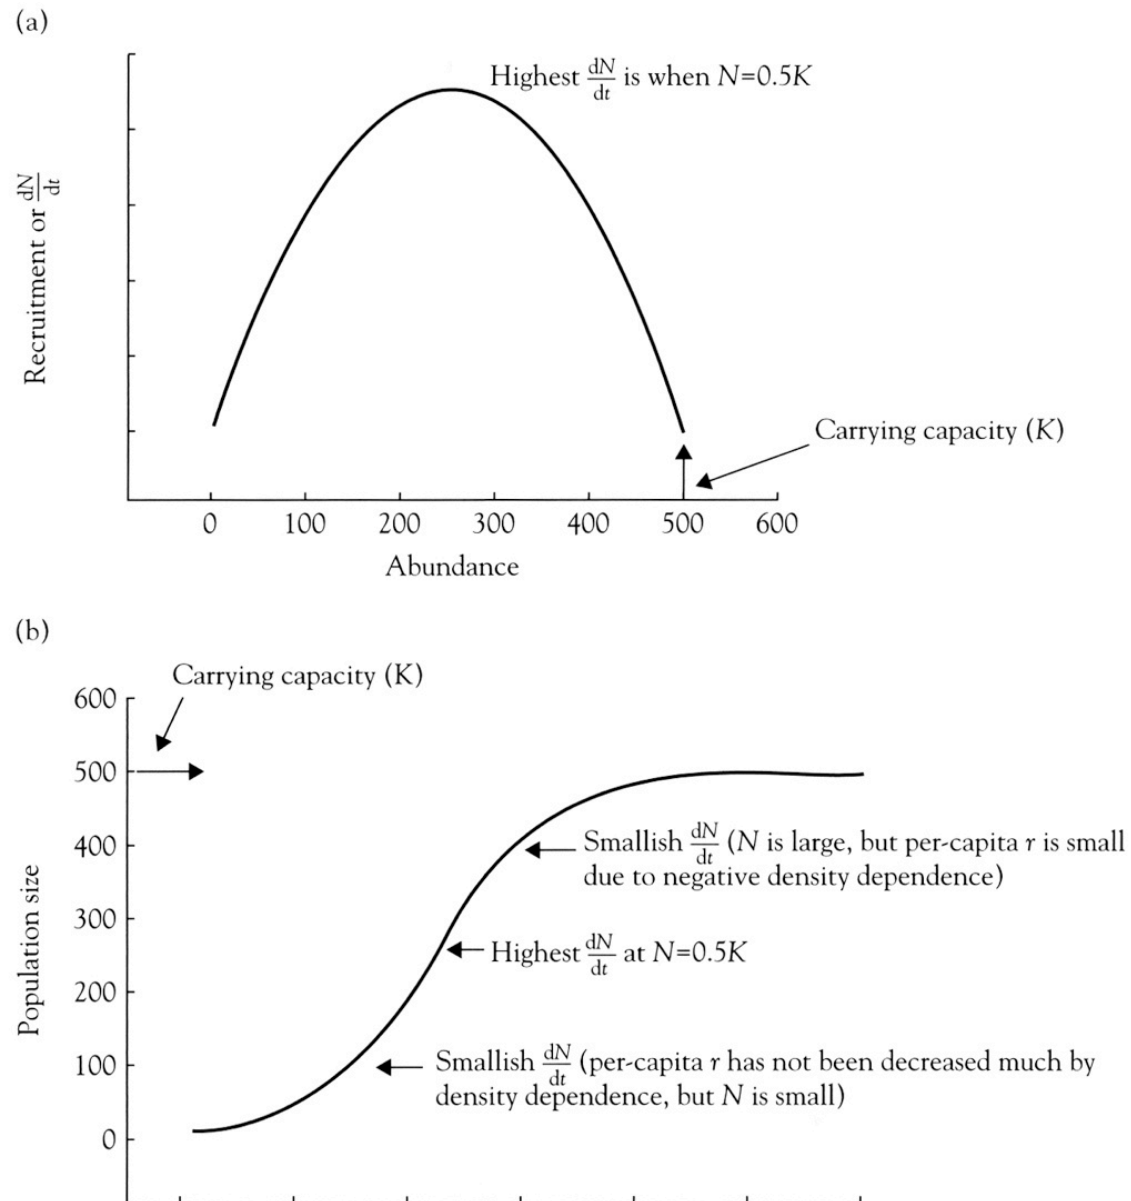 (a)
Highest dN/dt is when N=0.5K
Recruitment or dN/dt
Carrying capacity (K)
0 100 200 300 400 500 600
Abundance
(b)
Carrying capacity (K)
600
500
400
300
200
100
0
Population size
Smallish dN/dt (N is large, but per-capita r is small
due to negative density dependence)
Highest dN/dt at N=0.5K
Smallish dN/dt (per-capita r has not been decreased much by
density dependence, but N is small)